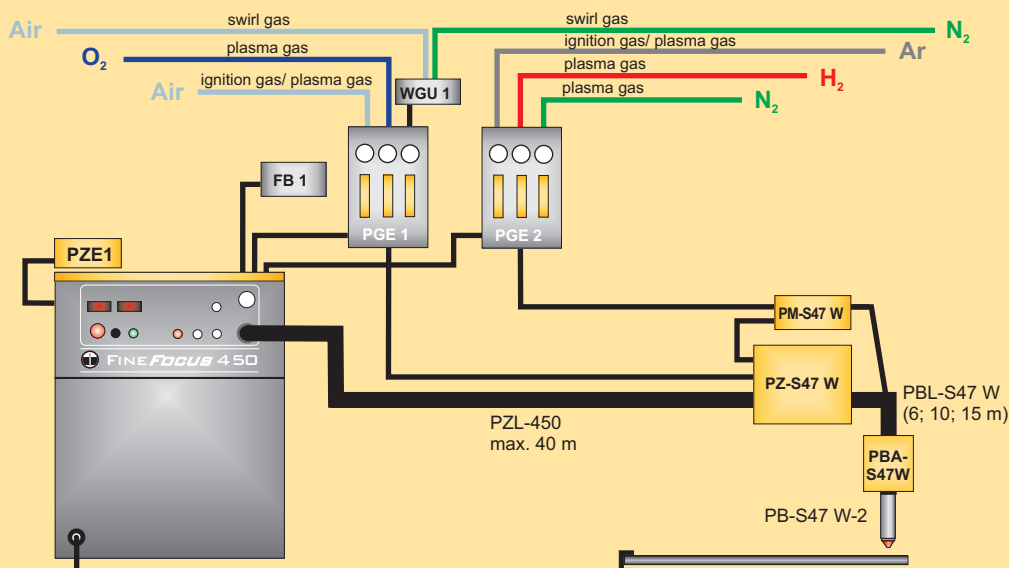 swirl gas
Air
swirl gas
N₂
plasma gas
O₂
ignition gas/ plasma gas
Ar
ignition gas/ plasma gas
Air
plasma gas
H₂
plasma gas
N₂
WGU 1
FB 1
PGE 1
PGE 2
PZE1
FINEFOCUS 450
PM-S47 W
PZ-S47 W
PBL-S47 W
(6; 10; 15 m)
PZL-450
max. 40 m
PBA-
S47W
PB-S47 W-2